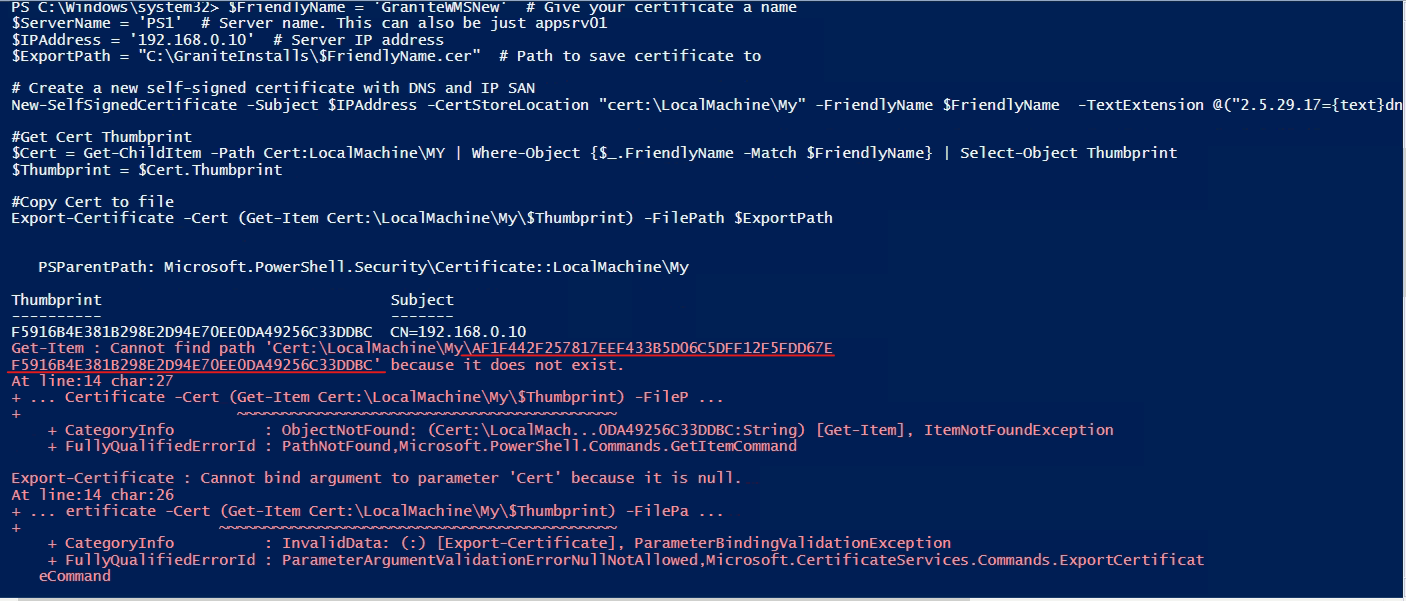 PS C:\Windows\system32> $FriendlyName = 'GraniteWMSNew'  # Give your certificate a name
$ServerName = 'PS1'  # Server name. This can also be just appsrv01
$IPAddress = '192.168.0.10'  # Server IP address
$ExportPath = "C:\GraniteInstalls\$FriendlyName.cer"  # Path to save certificate to
# Create a new self-signed certificate with DNS and IP SAN
New-SelfSignedCertificate -Subject $IPAddress -CertStoreLocation "cert:\LocalMachine\My" -FriendlyName $FriendlyName  -TextExtension @("2.5.29.17={text}dn
#Get Cert Thumbprint
$Cert = Get-ChildItem -Path Cert:LocalMachine\MY | Where-Object {$_.FriendlyName -Match $FriendlyName} | Select-Object Thumbprint
$Thumbprint = $Cert.Thumbprint
#Copy Cert to file
Export-Certificate -Cert (Get-Item Cert:\LocalMachine\My\$Thumbprint) -FilePath $ExportPath
PSParentPath: Microsoft.PowerShell.Security\Certificate::LocalMachine\My
Thumbprint                                Subject
----------                                -------
F5916B4E381B298E2D94E70EE0DA49256C33DDBC  CN=192.168.0.10
Get-Item : Cannot find path 'Cert:\LocalMachine\My\AF1F442F257817EEF433B5D06C5DFF12F5FDD67E
F5916B4E381B298E2D94E70EE0DA49256C33DDBC' because it does not exist.
At line:14 char:27
+ ... Certificate -Cert (Get-Item Cert:\LocalMachine\My\$Thumbprint) -FileP ...
+                        ~~~~~~~~~~~~~~~~~~~~~~~~~~~~~~~~~~~~~~~~~~
+ CategoryInfo          : ObjectNotFound: (Cert:\LocalMach...0DA49256C33DDBC:String) [Get-Item], ItemNotFoundException
+ FullyQualifiedErrorId : PathNotFound,Microsoft.PowerShell.Commands.GetItemCommand
Export-Certificate : Cannot bind argument to parameter 'Cert' because it is null.
At line:14 char:26
+ ... ertificate -Cert (Get-Item Cert:\LocalMachine\My\$Thumbprint) -FilePa ...
+                      ~~~~~~~~~~~~~~~~~~~~~~~~~~~~~~~~~~~~~~~~~~~~
+ CategoryInfo          : InvalidData: (:) [Export-Certificate], ParameterBindingValidationException
+ FullyQualifiedErrorId : ParameterArgumentValidationErrorNullNotAllowed,Microsoft.CertificateServices.Commands.ExportCertificat
eCommand